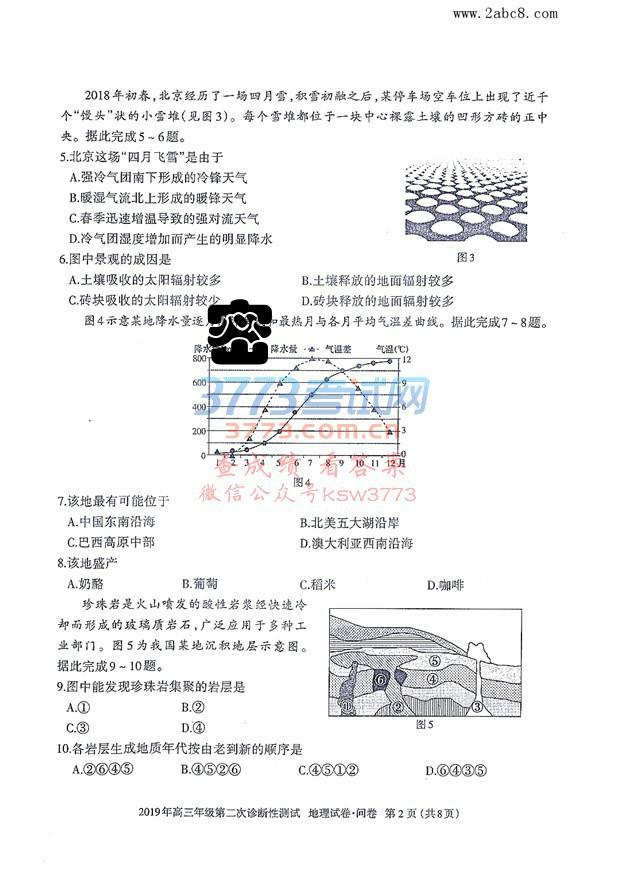 www.2abc8.com
2018年初春,北京经历了一场四月雪,积雪初融之后,某停车场空车位上出现了近千
个“馒头”状的小雪堆(见图3)。每个雪堆都位于一块中心裸露土壤的凹形方砖的正中
央。据此完成5~6题。
5.北京这场“四月飞雪”是由于
A.强冷气团南下形成的冷锋天气
B.暖湿气流北上形成的暖锋天气
C.春季迅速增温导致的强对流天气
D.冷气团湿度增加而产生的明显降水
图3
6.图中景观的成因是
A.土壤吸收的太阳辐射较多 B.土壤释放的地面辐射较多
C.砖块吸收的太阳辐射较少 D.砖块释放的地面辐射较多
图4示意某地降水量逐月 和最热月与各月平均气温差曲线。据此完成7~8题。
降水 降水量 气温差 气温(℃)
800 12
600 9
400 6
200 3
0 0
1 2 3 4 5 6 7 8 9 10 11 12月
图4
3773考试网
3773.com.cn
查成绩 看答案
微信公众号ksw3773
7.该地最有可能位于
A.中国东南沿海 B.北美五大湖沿岸
C.巴西高原中部 D.澳大利亚西南沿海
8.该地盛产
A.奶酪 B.葡萄 C.稻米 D.咖啡
珍珠岩是火山喷发的酸性岩浆经快速冷
却而形成的玻璃质岩石,广泛应用于多种工
业部门。图5为我国某地沉积地层示意图。
据此完成9~10题。
9.图中能发现珍珠岩集聚的岩层是
A.① B.②
C.③ D.④
① ② ③ ④ ⑤ ⑥
图5
10.各岩层生成地质年代按由老到新的顺序是
A.②⑥④⑤ B.④⑤②⑥ C.④⑤①② D.⑥④③⑤
2019年高三年级第二次诊断性测试 地理试卷·问卷 第2页(共8页)